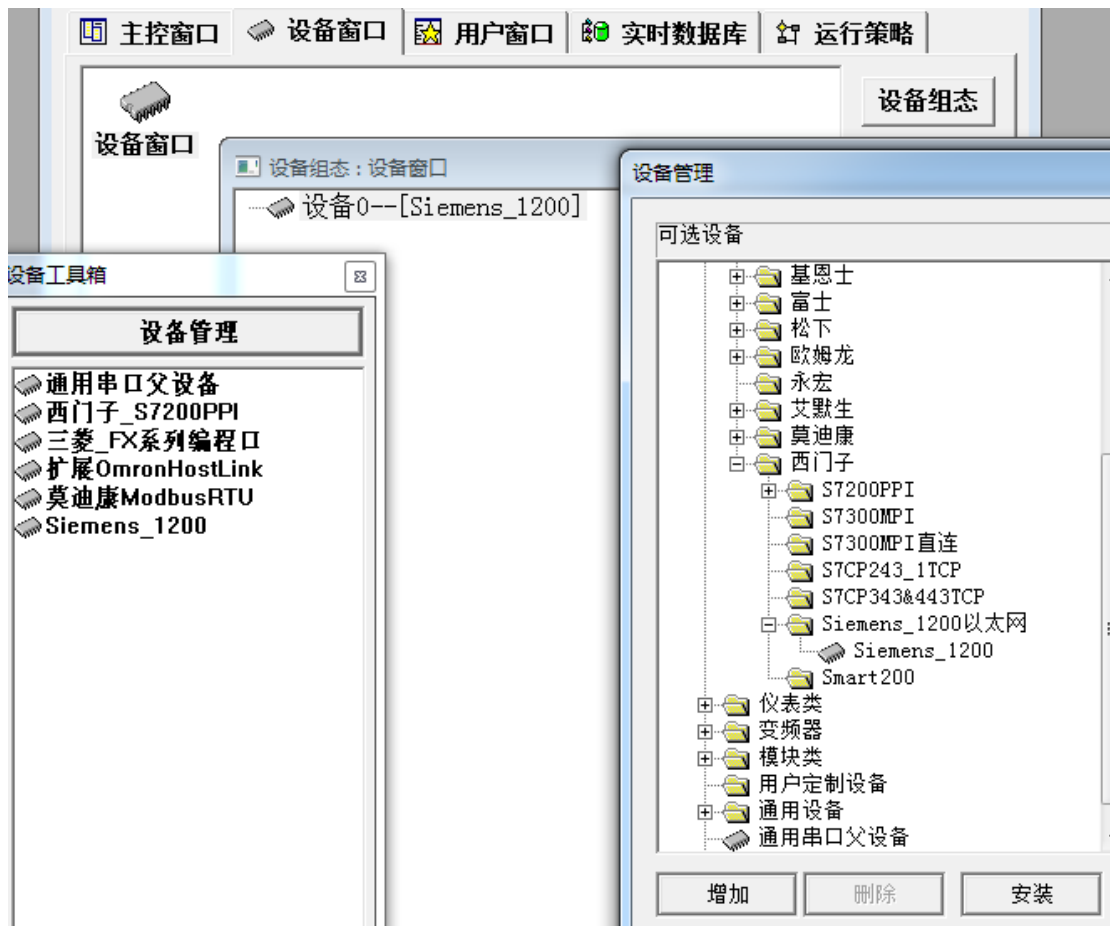 主控窗口 设备窗口 用户窗口 实时数据库 运行策略
设备窗口
设备组态
设备组态:设备窗口
设备0--[Siemens_1200]
设备工具箱
设备管理
通用串口父设备
西门子_S7200PPI
三菱_FX系列编程口
扩展OmronHostLink
莫迪康ModbusRTU
Siemens_1200
设备管理
可选设备
基恩士
富士
松下
欧姆龙
永宏
艾默生
莫迪康
西门子
S7200PPI
S7300MPI
S7300MPI直连
S7CP243_1TCP
S7CP343&443TCP
Siemens_1200以太网
Siemens_1200
Smart200
仪表类
变频器
模块类
用户定制设备
通用设备
通用串口父设备
增加 删除 安装